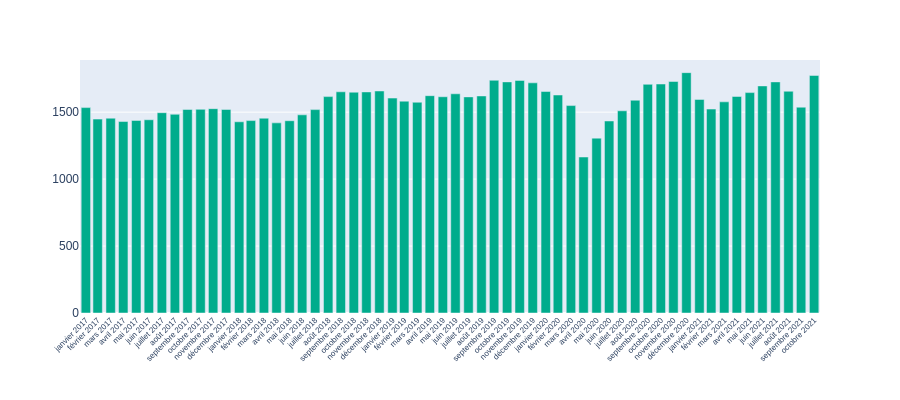 1500
1000
500
0
janvier 2017
février 2017
mars 2017
avril 2017
mai 2017
juin 2017
juillet 2017
août 2017
septembre 2017
octobre 2017
novembre 2017
décembre 2017
janvier 2018
février 2018
mars 2018
avril 2018
mai 2018
juin 2018
juillet 2018
août 2018
septembre 2018
octobre 2018
novembre 2018
décembre 2018
janvier 2019
février 2019
mars 2019
avril 2019
mai 2019
juin 2019
juillet 2019
août 2019
septembre 2019
octobre 2019
novembre 2019
décembre 2019
janvier 2020
février 2020
mars 2020
avril 2020
mai 2020
juin 2020
juillet 2020
août 2020
septembre 2020
octobre 2020
novembre 2020
décembre 2020
janvier 2021
février 2021
mars 2021
avril 2021
mai 2021
juin 2021
juillet 2021
août 2021
septembre 2021
octobre 2021